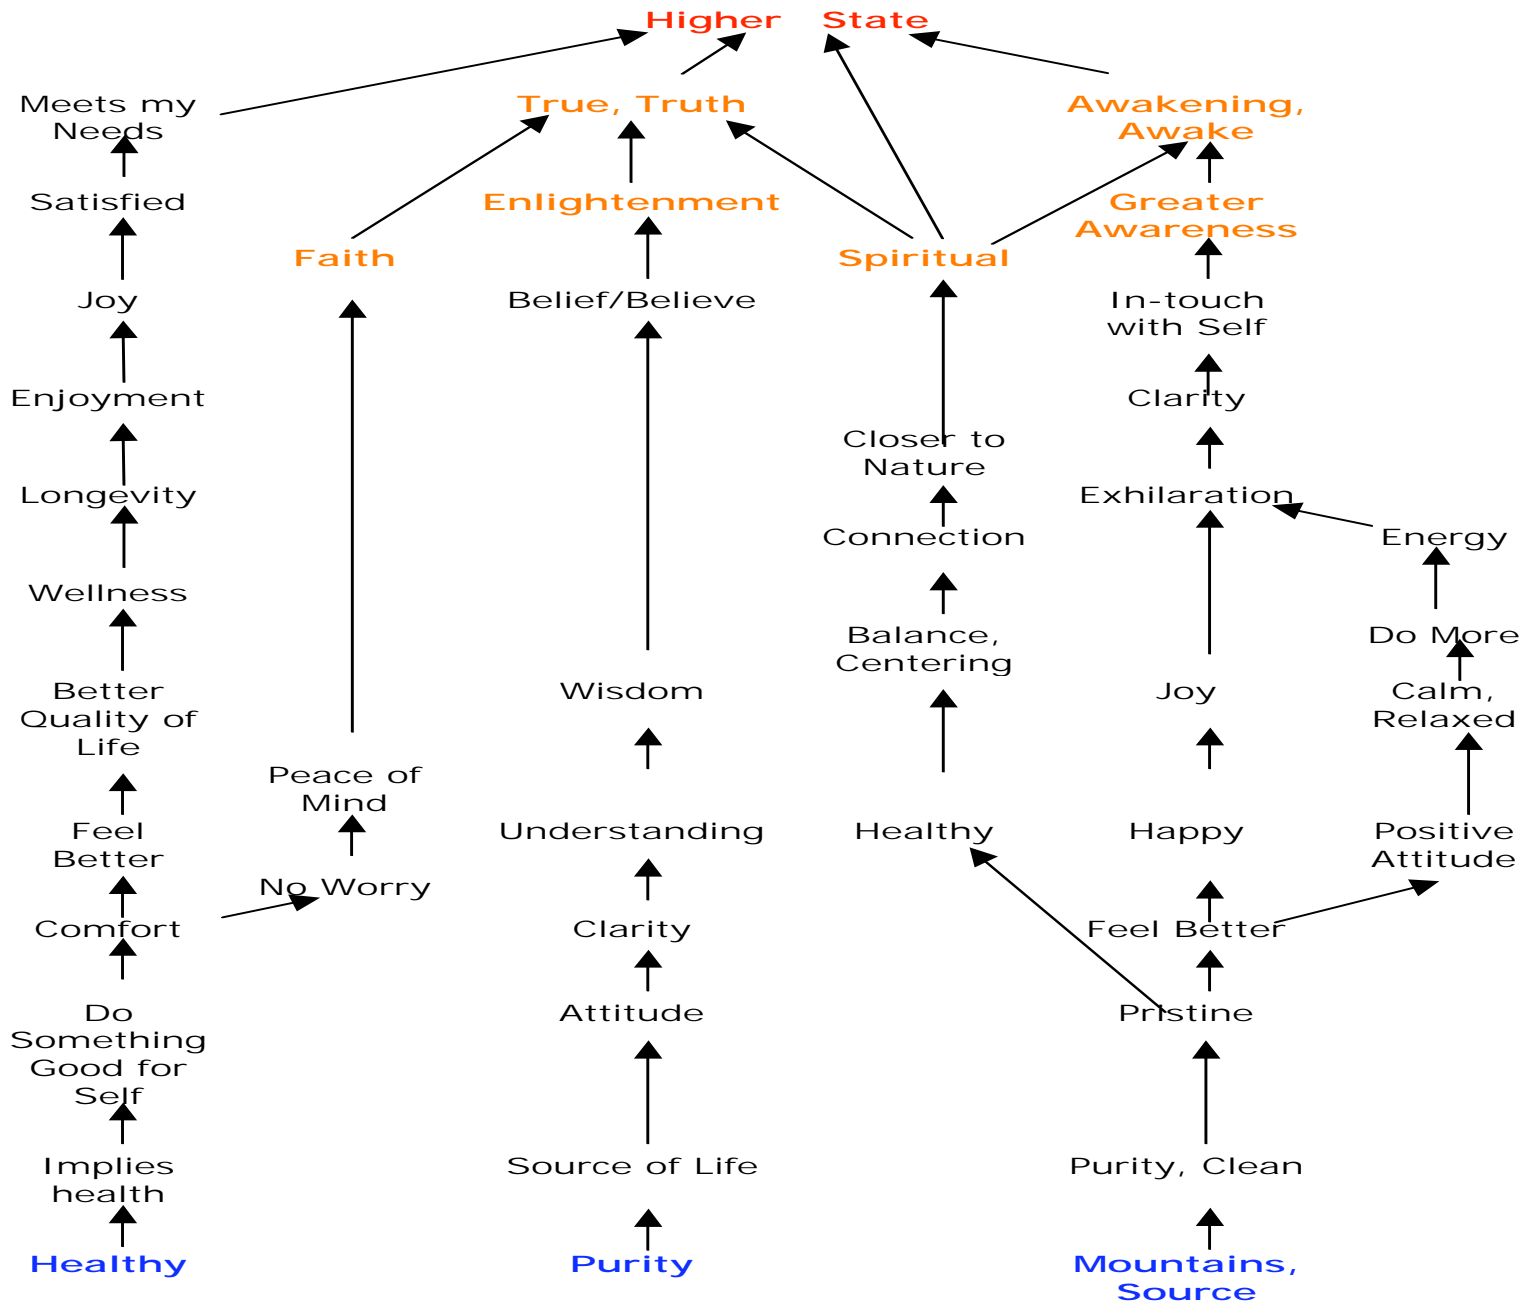 Higher State
Meets my
Needs
True, Truth
Awakening,
Awake
Satisfied
Enlightenment
Greater
Awareness
Faith
Spiritual
Joy
Belief/Believe
In-touch
with Self
Enjoyment
Clarity
Closer to
Nature
Longevity
Exhilaration
Connection
Energy
Wellness
Balance,
Centering
Do More
Better
Quality of
Life
Wisdom
Joy
Calm,
Relaxed
Peace of
Mind
Feel
Better
Understanding
Healthy
Happy
Positive
Attitude
No Worry
Comfort
Clarity
Feel Better
Do
Something
Good for
Self
Attitude
Pristine
Implies
health
Source of Life
Purity, Clean
Healthy
Purity
Mountains,
Source